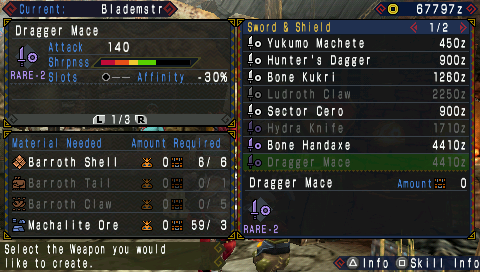 Current: Blademstr
67797z
Dragger Mace
Attack 140
Shrpnss
RARE-2
Slots ●−− Affinity -30%
L 1/3 R
Material Needed Amount Required
Barroth Shell 0 6/ 6
Barroth Tail 0 0/ 1
Barroth Claw 0 0/ 5
Machalite Ore 0 59/ 3
Select the Weapon you would
like to create.
Sword & Shield 1/2
Yukumo Machete 450z
Hunter's Dagger 900z
Bone Kukri 1260z
Ludroth Claw 2250z
Sector Cero 900z
Hydra Knife 1710z
Bone Handaxe 4410z
Dragger Mace 4410z
Dragger Mace Amount 0
RARE-2
Info Skill Info